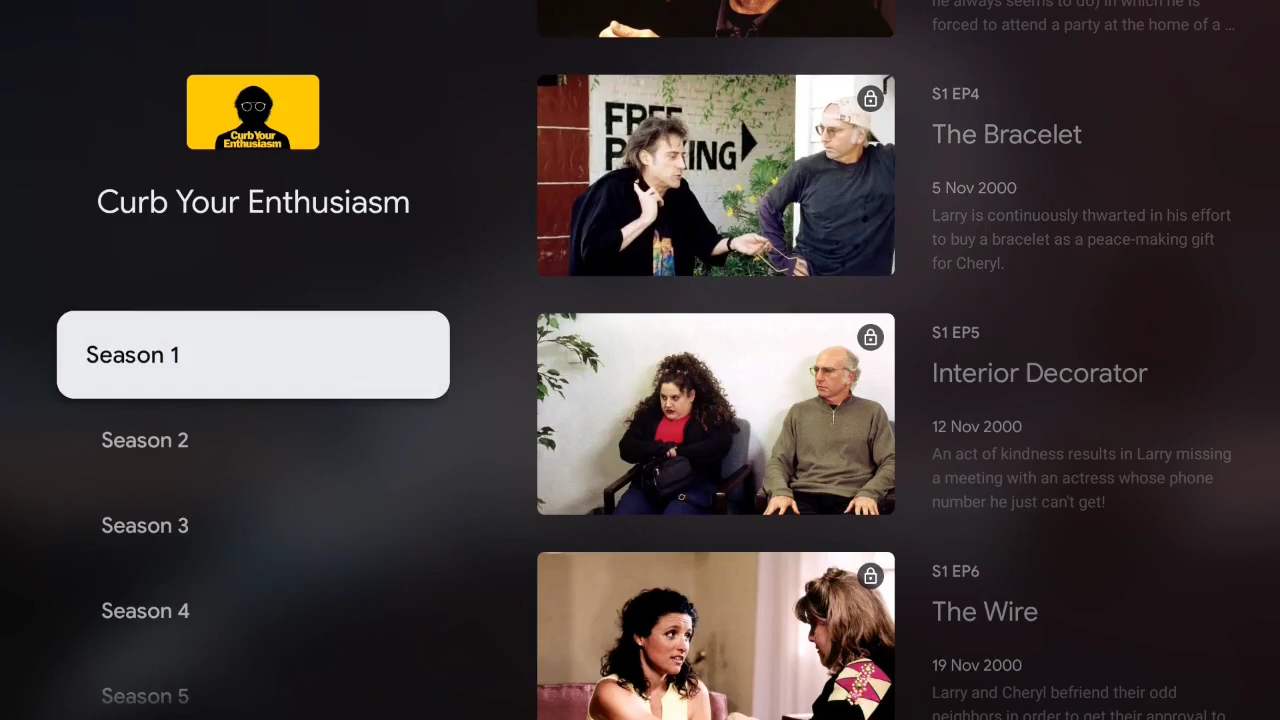 Curb Your
Enthusiasm
Curb Your Enthusiasm
Season 1
Season 2
Season 3
Season 4
Season 5
he always seems to do) in which he is
forced to attend a party at the home of a ...
FREE
PARKING
S1 EP4
The Bracelet
5 Nov 2000
Larry is continuously thwarted in his effort
to buy a bracelet as a peace-making gift
for Cheryl.
S1 EP5
Interior Decorator
12 Nov 2000
An act of kindness results in Larry missing
a meeting with an actress whose phone
number he just can't get!
S1 EP6
The Wire
19 Nov 2000
Larry and Cheryl befriend their odd
neighbors in order to get their approval to